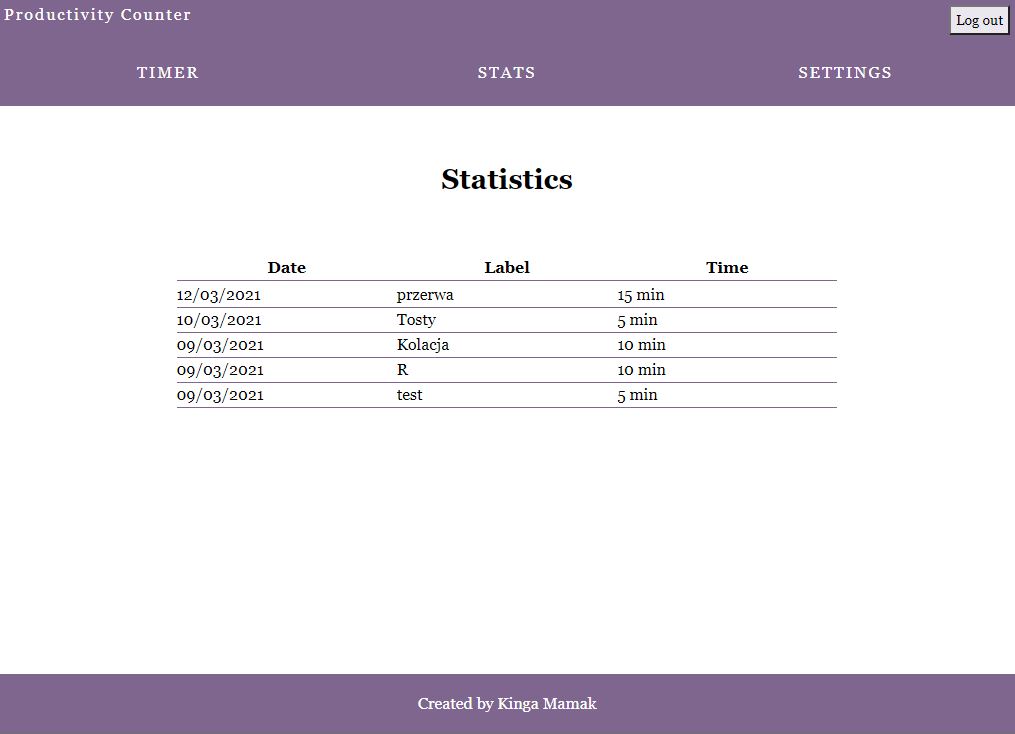 Productivity Counter
Log out
TIMER STATS SETTINGS
Statistics
Date Label Time
12/03/2021 przerwa 15 min
10/03/2021 Tosty 5 min
09/03/2021 Kolacja 10 min
09/03/2021 R 10 min
09/03/2021 test 5 min
Created by Kinga Mamak